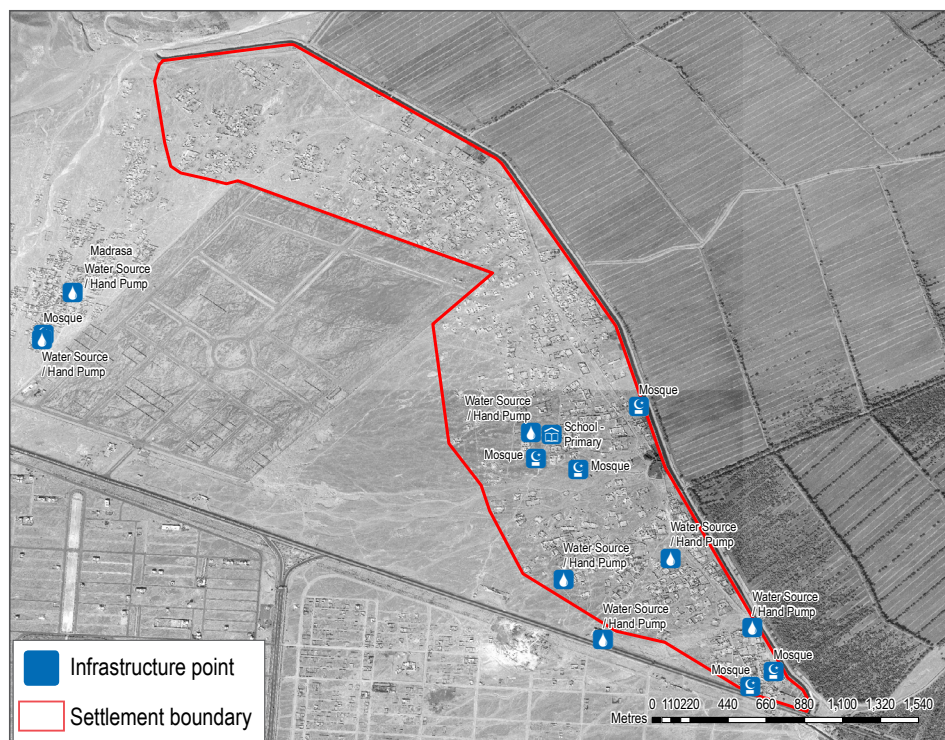 Madrasa
Water Source
/ Hand Pump
Mosque
Water Source
/ Hand Pump
Mosque
Water Source
/ Hand Pump
School -
Primary
Mosque
Mosque
Water Source
/ Hand Pump
Water Source
/ Hand Pump
Water Source
/ Hand Pump
Water Source
/ Hand Pump
Mosque
Mosque
Infrastructure point
Settlement boundary
Metres
0 110220 440 660 880 1,100 1,320 1,540